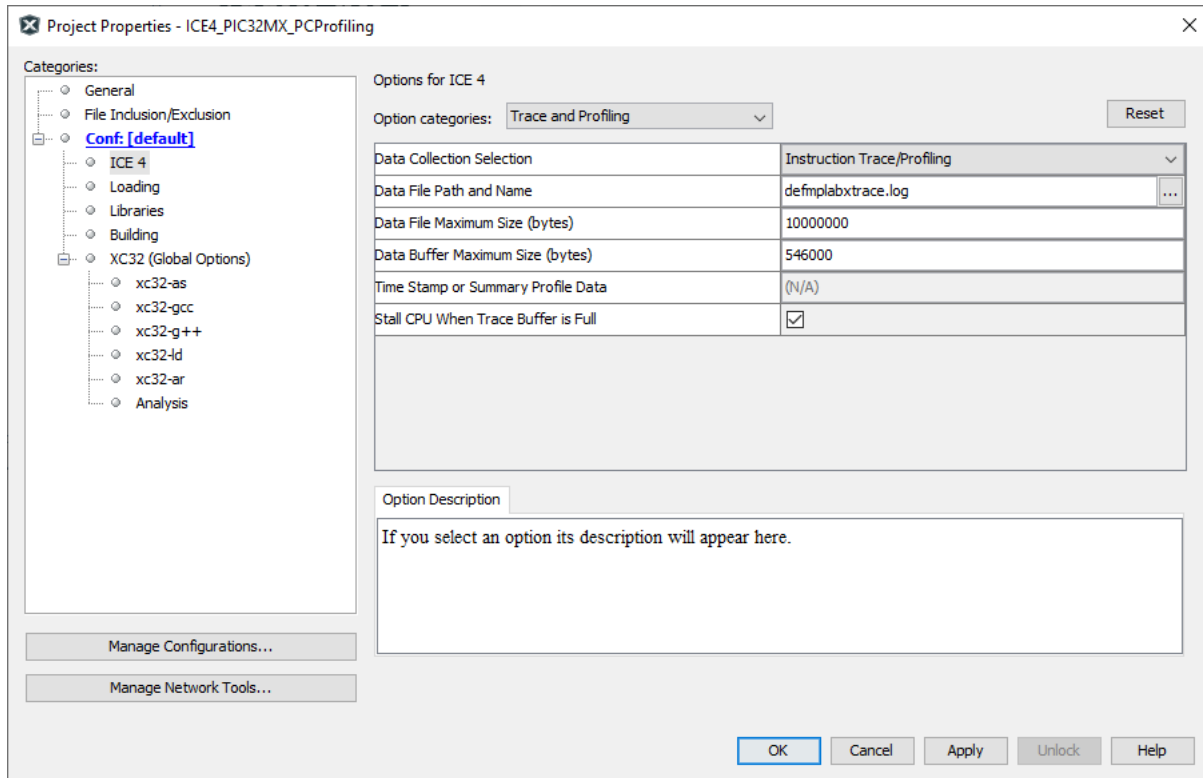 Project Properties - ICE4_PIC32MX_PCProfiling
Categories:
General
File Inclusion/Exclusion
Conf: [default]
ICE 4
Loading
Libraries
Building
XC32 (Global Options)
xc32-as
xc32-gcc
xc32-g++
xc32-ld
xc32-ar
Analysis
Manage Configurations...
Manage Network Tools...
Options for ICE 4
Option categories: Trace and Profiling Reset
Data Collection Selection Instruction Trace/Profiling
Data File Path and Name defmplabxtrace.log ...
Data File Maximum Size (bytes) 10000000
Data Buffer Maximum Size (bytes) 546000
Time Stamp or Summary Profile Data (N/A)
Stall CPU When Trace Buffer is Full
Option Description
If you select an option its description will appear here.
OK Cancel Apply Unlock Help